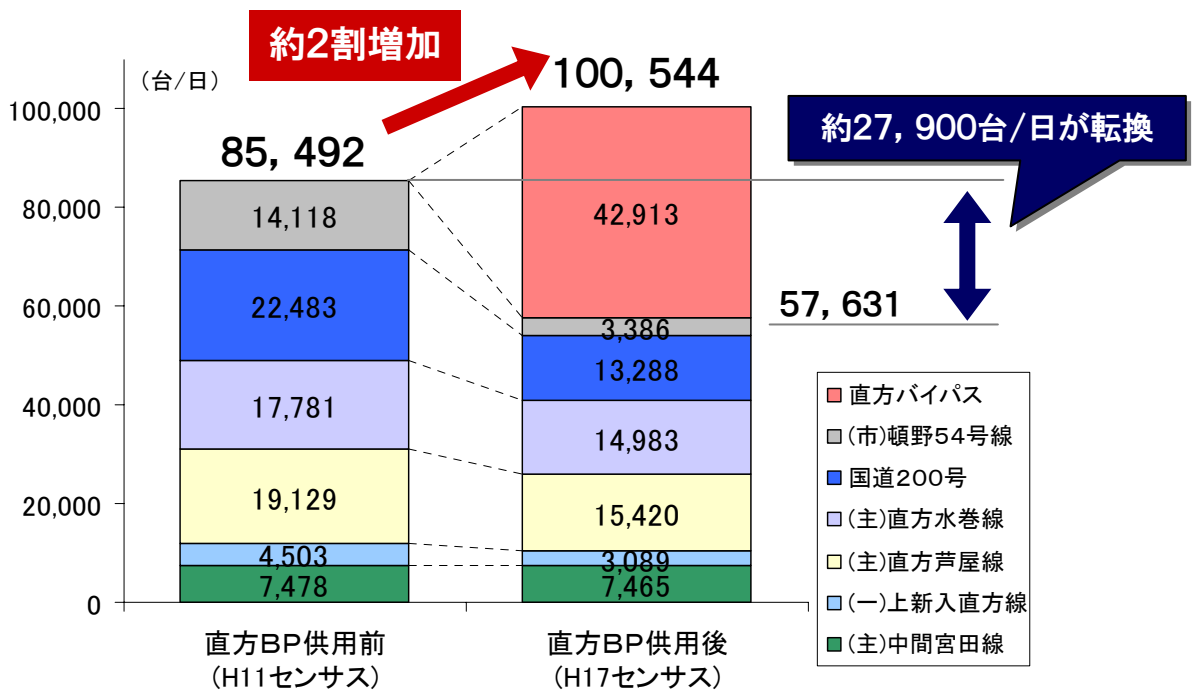 約2割増加
(台/日)
100,544
100,000
約27,900台/日が転換
85,492
80,000
14,118
42,913
60,000
22,483
57,631
3,386
13,288
40,000
17,781
14,983
20,000
19,129
15,420
4,503
3,089
7,478
7,465
0
直方バイパス
(市)頓野54号線
国道200号
(主)直方水巻線
(主)直方芦屋線
(一)上新入直方線
(主)中間宮田線
直方BP供用前
(H11センサス)
直方BP供用後
(H17センサス)